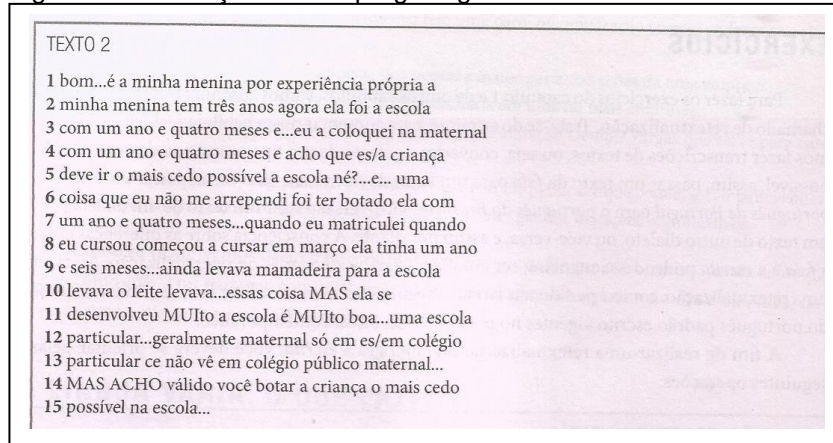 TEXTO 2
1 bom...é a minha menina por experiência própria a
2 minha menina tem três anos agora ela foi a escola
3 com um ano e quatro meses e...eu a coloquei na maternal
4 com um ano e quatro meses e acho que es/a criança
5 deve ir o mais cedo possível a escola né?...e... uma
6 coisa que eu não me arrependi foi ter botado ela com
7 um ano e quatro meses...quando eu matriculei quando
8 eu cursou começou a cursar em março ela tinha um ano
9 e seis meses...ainda levava mamadeira para a escola
10 levava o leite levava...essas coisa MAS ela se
11 desenvolveu MUIto a escola é MUIto boa...uma escola
12 particular...geralmente maternal só em es/em colégio
13 particular ce não vê em colégio público maternal...
14 MAS ACHO válido você botar a criança o mais cedo
15 possível na escola...